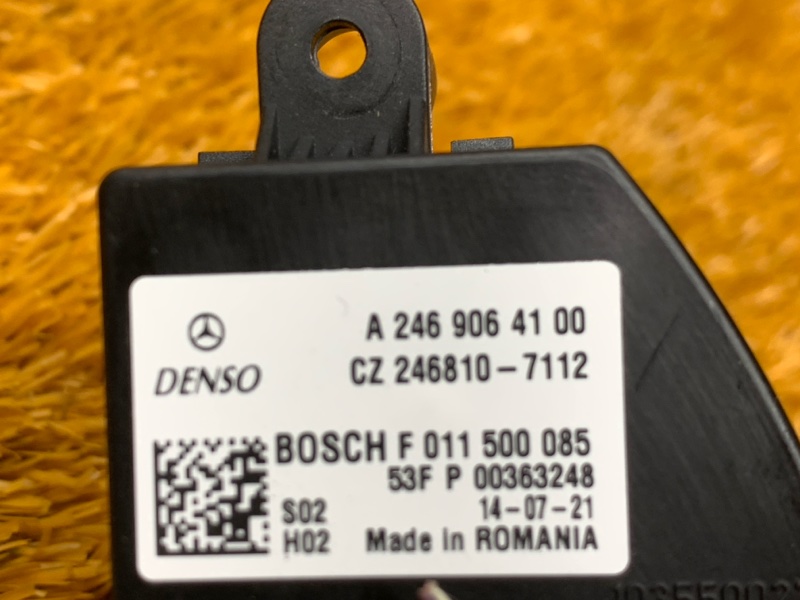 A 246 906 41 00
DENSO CZ 246810-7112
BOSCH F 011 500 085
53F P 00363248
S02 14-07-21
H02 Made in ROMANIA